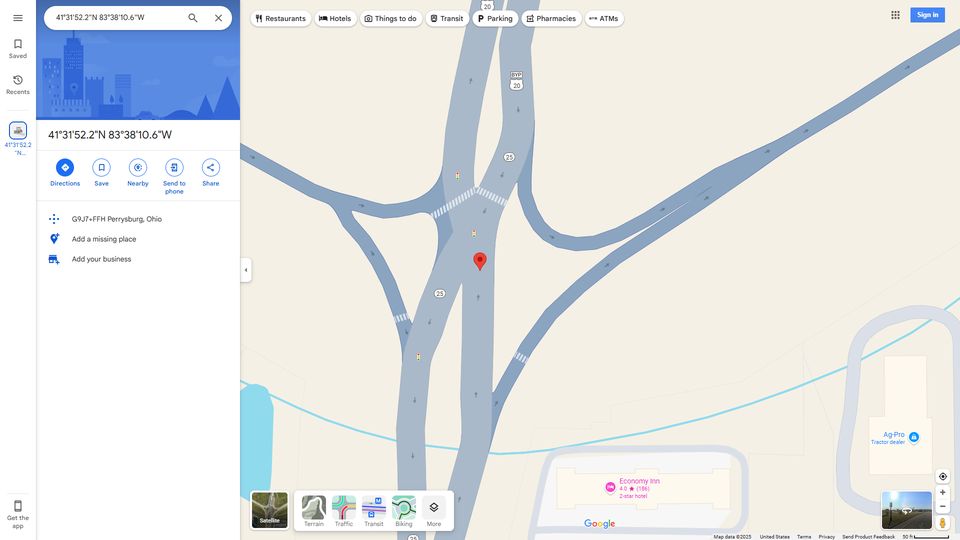 41°31'52.2"N 83°38'10.6"W
Restaurants
Hotels
Things to do
Transit
Parking
Pharmacies
ATMs
Sign in
Saved
Recents
41°31'52.2
"N...
41°31'52.2"N 83°38'10.6"W
Directions
Save
Nearby
Send to
phone
Share
G9J7+FFH Perrysburg, Ohio
Add a missing place
Add your business
20
BYP
20
25
25
25
Ag-Pro
Tractor dealer
Economy Inn
4.0 ★ (186)
2-star hotel
Get the
app
Satellite
Terrain
Traffic
Transit
Biking
More
Google
Map data ©2025
United States
Terms
Privacy
Send Product Feedback
50 ft